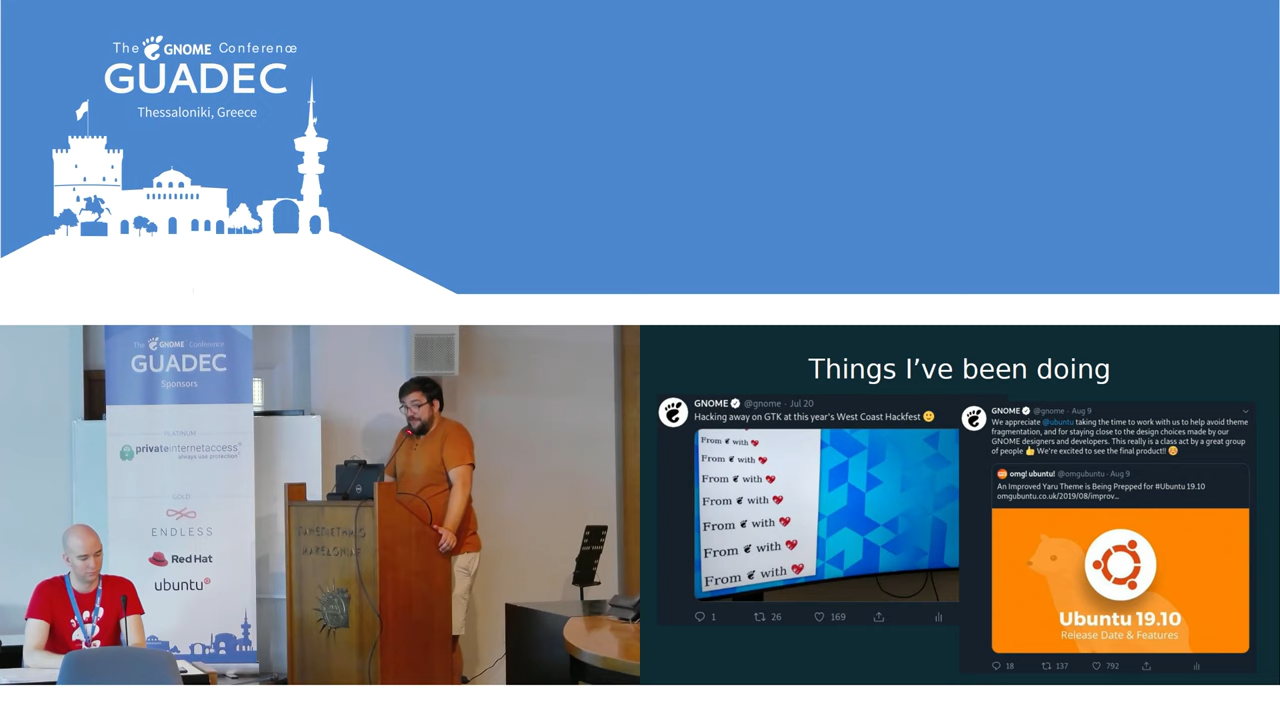 The GNOME Conference
GUADEC
Thessaloniki, Greece
The GNOME Conference
GUADEC
Sponsors
PLATINUM
privateinternetaccess
always use protection
GOLD
ENDLESS
Red Hat
ubuntu
ΠΑΝΕΠΙΣΤΗΜΙΟ
ΜΑΚΕΔΟΝΙΑΣ
Things I've been doing
GNOME @gnome · Jul 20
Hacking away on GTK at this year's West Coast Hackfest 🙂
From with 💖
From with 💖
From with 💖
From with 💖
From with 💖
From with 💖
From with 💖
1 26 169
GNOME @gnome · Aug 9
We appreciate @ubuntu taking the time to work with us to help avoid theme
fragmentation, and for staying close to the design choices made by our
GNOME designers and developers. This really is a class act by a great group
of people 👍 We're excited to see the final product!! 😊
omg! ubuntu! @omgubuntu · Aug 9
An Improved Yaru Theme is Being Prepped for #Ubuntu 19.10
omgubuntu.co.uk/2019/08/improv…
Ubuntu 19.10
Release Date & Features
18 137 792